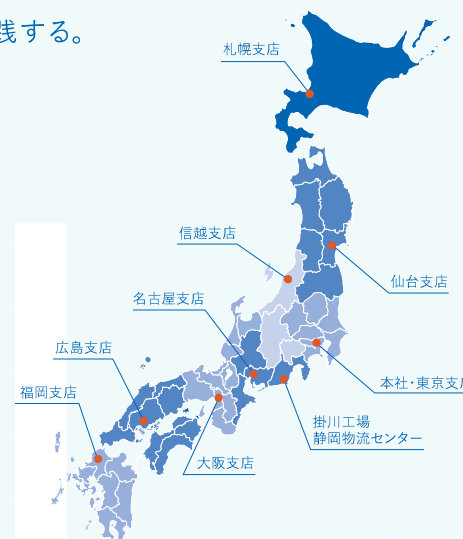 践する。
札幌支店
信越支店
仙台支店
名古屋支店
広島支店
本社・東京支
福岡支店
掛川工場
静岡物流センター
大阪支店